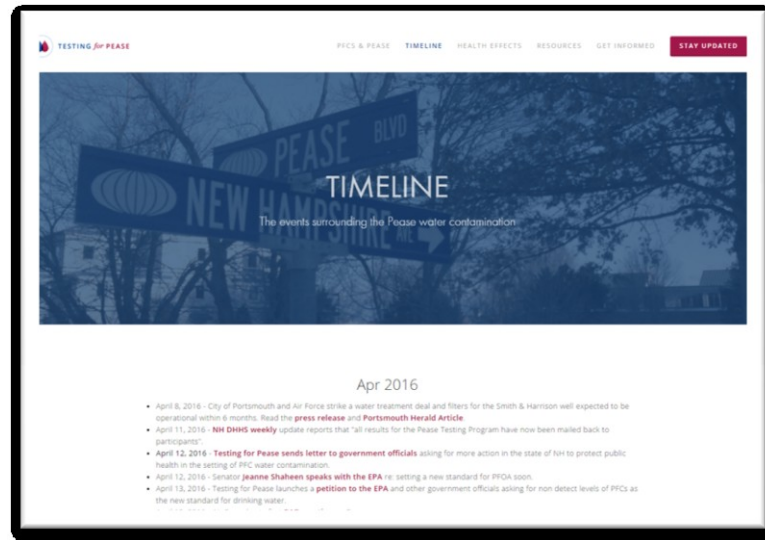 TESTING for PEASE
PFCS & PEASE TIMELINE HEALTH EFFECTS RESOURCES GET INFORMED STAY UPDATED
PEASE BLVD
NEW HAMPSHIRE AVE
TIMELINE
The events surrounding the Pease water contamination
Apr 2016
• April 8, 2016 - City of Portsmouth and Air Force strike a water treatment deal and filters for the Smith & Harrison well expected to be
operational within 6 months. Read the press release and Portsmouth Herald Article.
• April 11, 2016 - NH DHHS weekly update reports that "all results for the Pease Testing Program have now been mailed back to
participants".
• April 12, 2016 - Testing for Pease sends letter to government officials asking for more action in the state of NH to protect public
health in the setting of PFC water contamination.
• April 12, 2016 - Senator Jeanne Shaheen speaks with the EPA re: setting a new standard for PFOA soon.
• April 13, 2016 - Testing for Pease launches a petition to the EPA and other government officials asking for non detect levels of PFCs as
the new standard for drinking water.